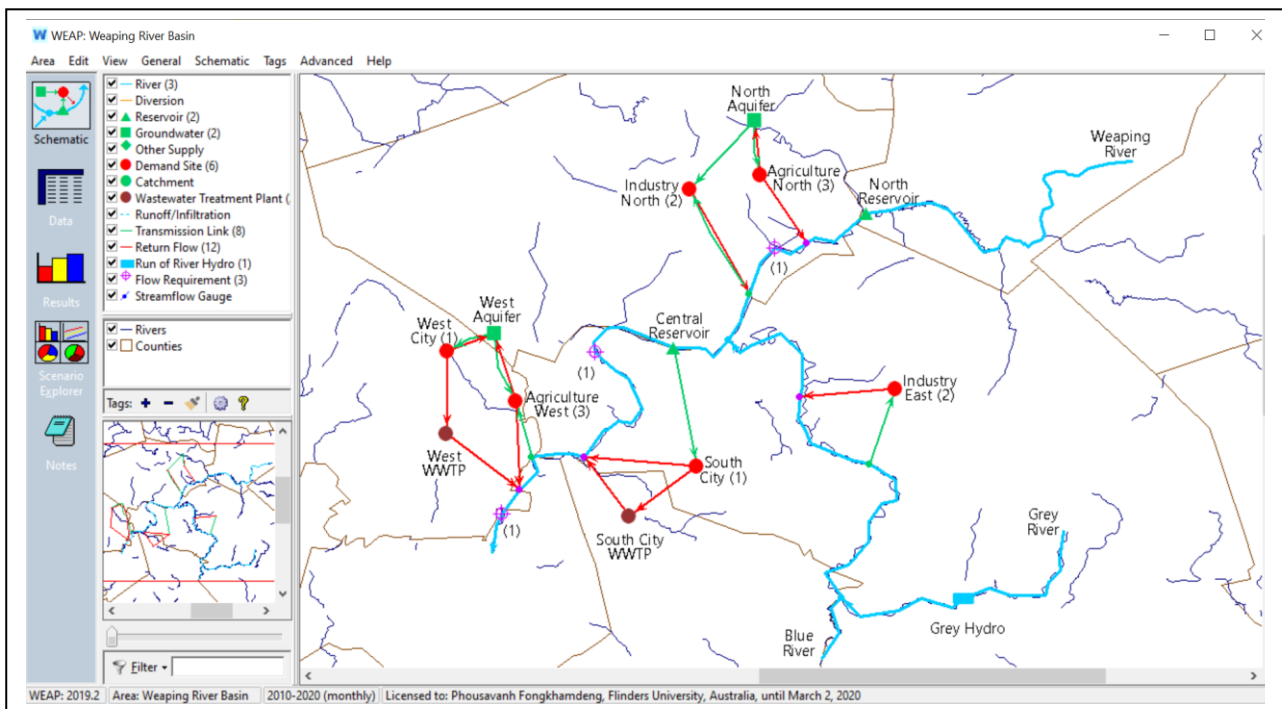 WEAP: Weaping River Basin
Area Edit View General Schematic Tags Advanced Help
Schematic
Data
Results
Scenario
Explorer
Notes
River (3)
Diversion
Reservoir (2)
Groundwater (2)
Other Supply
Demand Site (6)
Catchment
Wastewater Treatment Plant (
Runoff/Infiltration
Transmission Link (8)
Return Flow (12)
Run of River Hydro (1)
Flow Requirement (3)
Streamflow Gauge
Rivers
Counties
Tags:
Filter
North
Aquifer
Weaping
River
Agriculture
North (3)
Industry
North (2)
North
Reservoir
(1)
West
Aquifer
West
City (1)
Central
Reservoir
(1)
Agriculture
West (3)
Industry
East (2)
West
WWTP
South
City (1)
(1)
South City
WWTP
Grey
River
Grey Hydro
Blue
River
WEAP: 2019.2 Area: Weaping River Basin 2010-2020 (monthly) Licensed to: Phousavanh Fongkhamdeng, Flinders University, Australia, until March 2, 2020